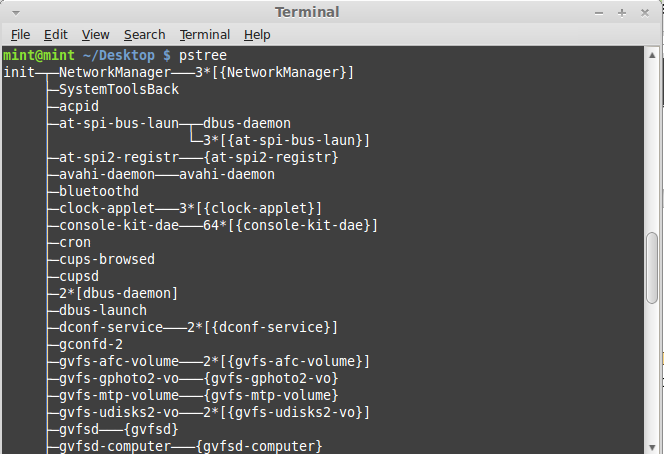 Terminal
File Edit View Search Terminal Help
mint@mint ~/Desktop $ pstree
init─┬─NetworkManager───3*[{NetworkManager}]
     ├─SystemToolsBack
     ├─acpid
     ├─at-spi-bus-laun─┬─dbus-daemon
     │                 └─3*[{at-spi-bus-laun}]
     ├─at-spi2-registr───{at-spi2-registr}
     ├─avahi-daemon───avahi-daemon
     ├─bluetoothd
     ├─clock-applet───3*[{clock-applet}]
     ├─console-kit-dae───64*[{console-kit-dae}]
     ├─cron
     ├─cups-browsed
     ├─cupsd
     ├─2*[dbus-daemon]
     ├─dbus-launch
     ├─dconf-service───2*[{dconf-service}]
     ├─gconfd-2
     ├─gvfs-afc-volume───2*[{gvfs-afc-volume}]
     ├─gvfs-gphoto2-vo───{gvfs-gphoto2-vo}
     ├─gvfs-mtp-volume───{gvfs-mtp-volume}
     ├─gvfs-udisks2-vo───2*[{gvfs-udisks2-vo}]
     ├─gvfsd───{gvfsd}
     ├─gvfsd-computer───{gvfsd-computer}